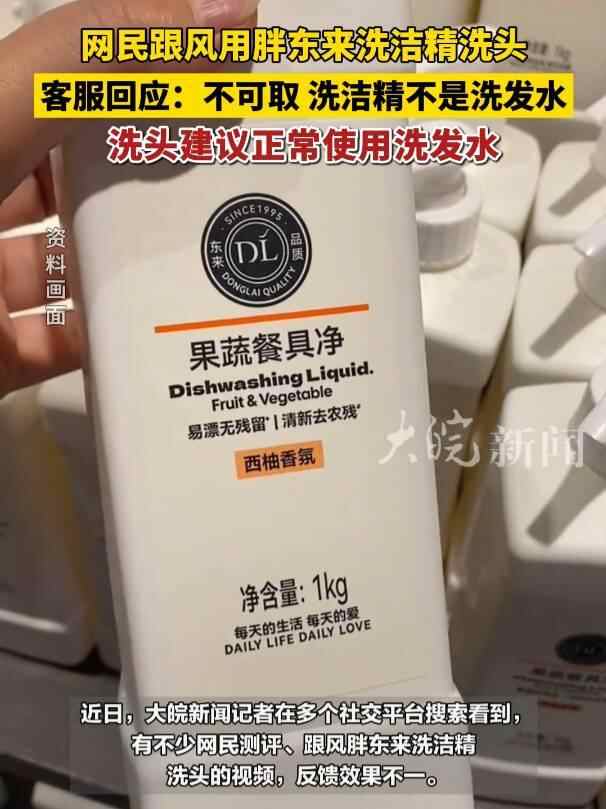 网民跟风用胖东来洗洁精洗头
客服回应：不可取 洗洁精不是洗发水
洗头建议正常使用洗发水
资料画面
·SINCE1995·
东来
DL
品质
DONGLAI QUALITY
果蔬餐具净
Dishwashing Liquid.
Fruit & Vegetable
易漂无残留*|清新去农残*
西柚香氛
大皖新闻
净含量：1kg
每天的生活 每天的爱
DAILY LIFE DAILY LOVE
近日，大皖新闻记者在多个社交平台搜索看到，
有不少网民测评、跟风胖东来洗洁精
洗头的视频，反馈效果不一。